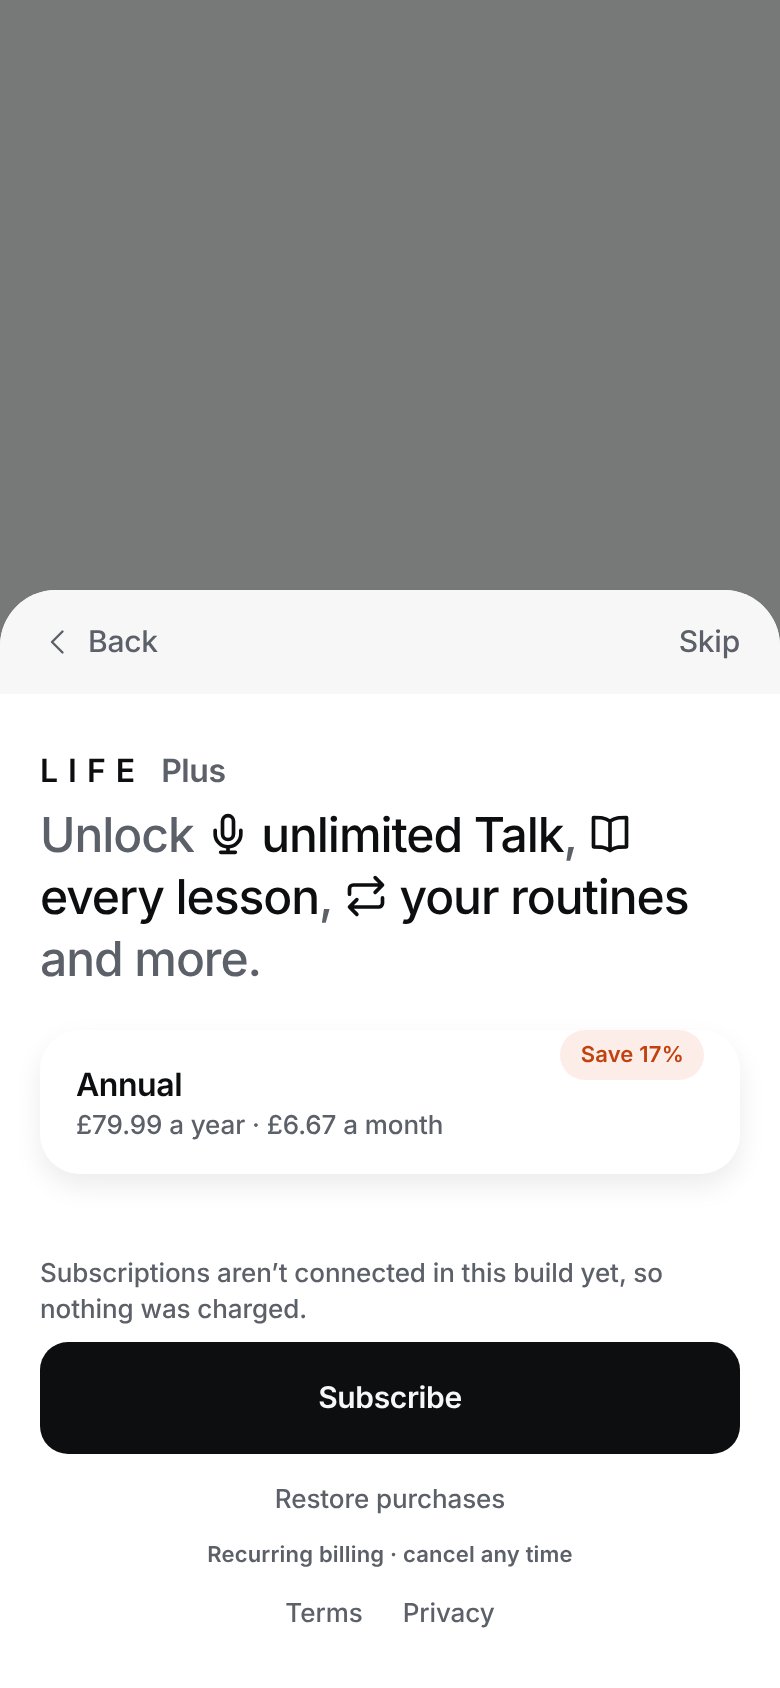 Back
Skip
LIFE Plus
Unlock unlimited Talk,
every lesson, your routines
and more.
Save 17%
Annual
£79.99 a year · £6.67 a month
Subscriptions aren’t connected in this build yet, so
nothing was charged.
Subscribe
Restore purchases
Recurring billing · cancel any time
Terms Privacy